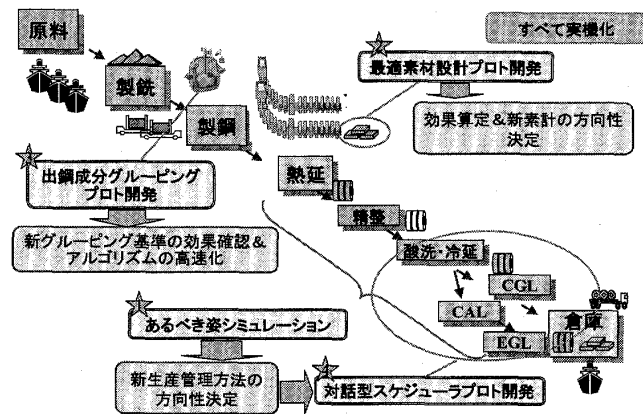 原料
すべて実機化
製銑
2
最適素材設計プロト開発
製鋼
効果算定&新素計の方向性
決定
3
出鋼成分グルーピング
プロト開発
熱延
精整
新グルーピング基準の効果確認&
アルゴリズムの高速化
酸洗・冷延
CGL
1
あるべき姿シミュレーション
CAL
倉庫
EGL
新生産管理方法の
方向性決定
4
対話型スケジューラプロト開発